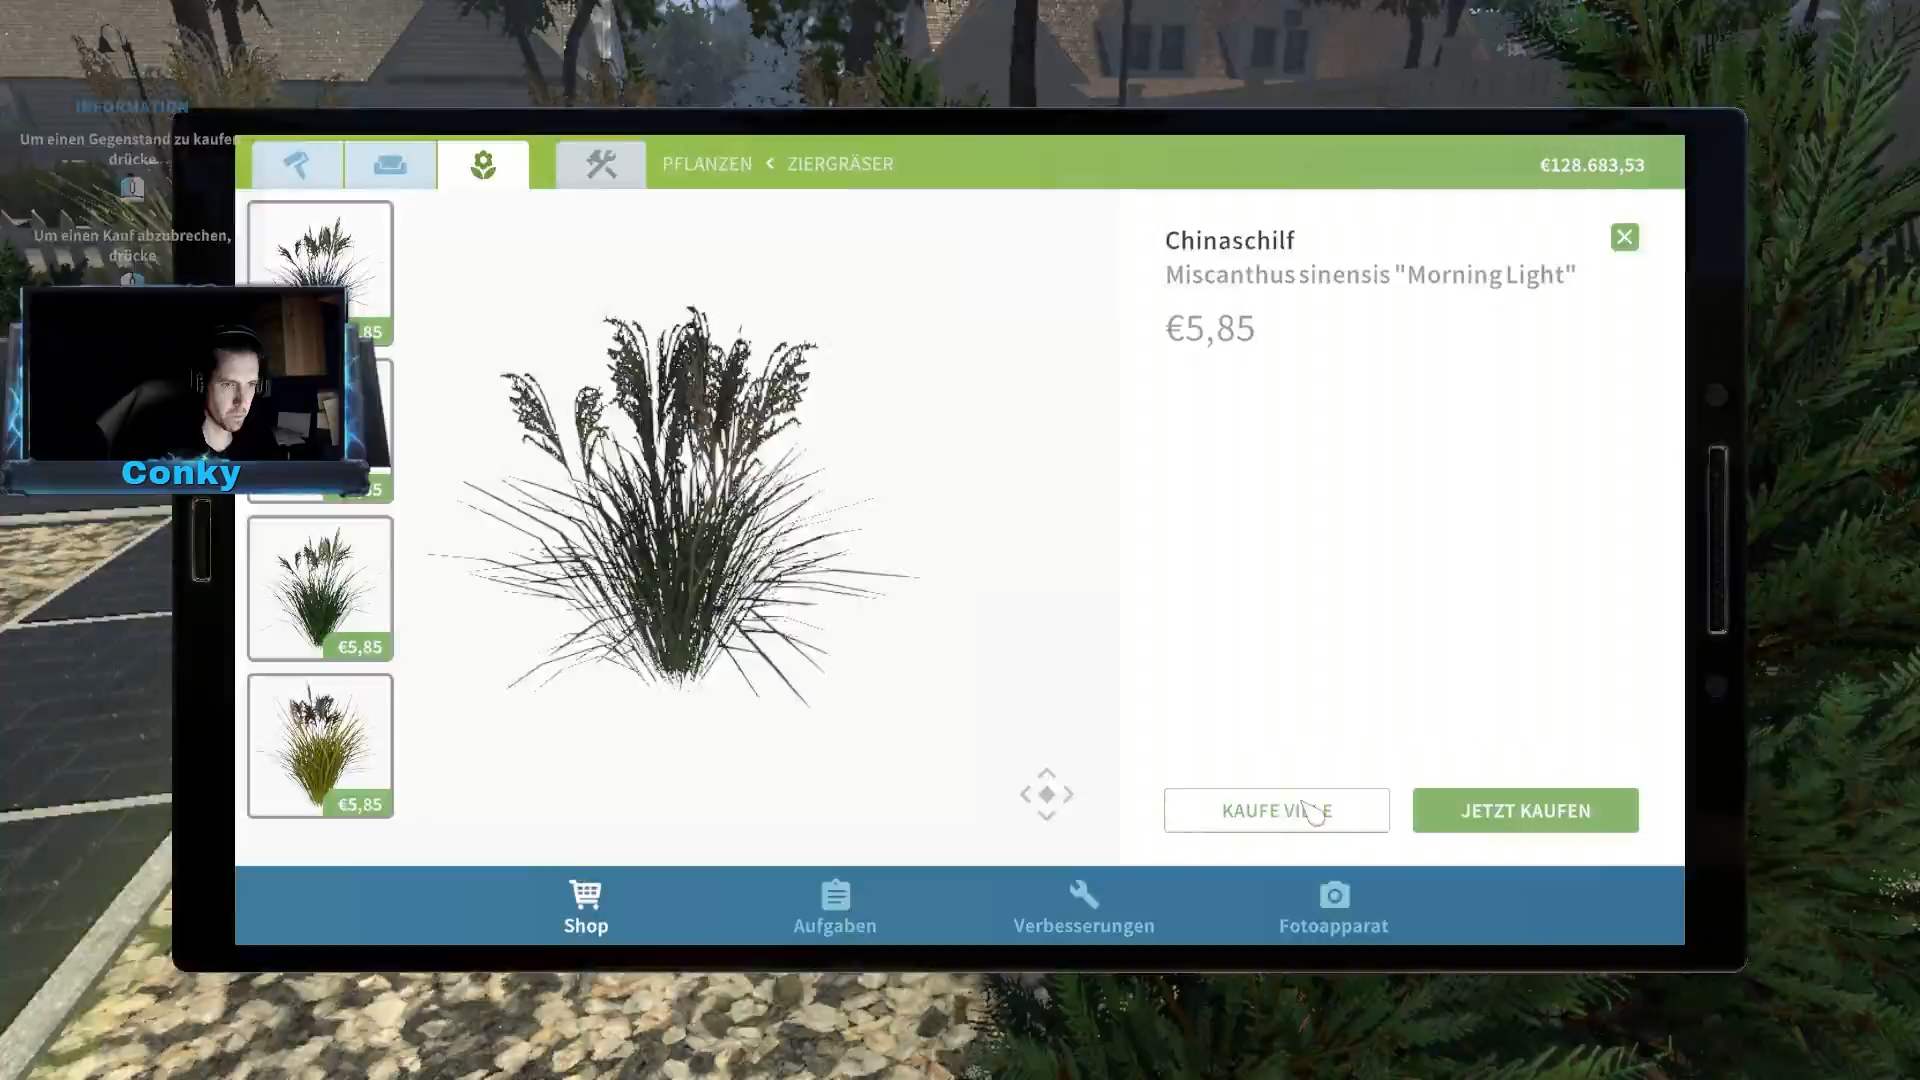 INFORMATION
Um einen Gegenstand zu kaufen
drücke
Um einen Kauf abzubrechen,
drücke
PFLANZEN < ZIERGRÄSER
€128.683,53
Chinaschilf
Miscanthus sinensis "Morning Light"
€5,85
.85
€5,85
€5,85
Conky
JETZT KAUFEN
KAUFE
Shop
Aufgaben
Verbesserungen
Fotoapparat